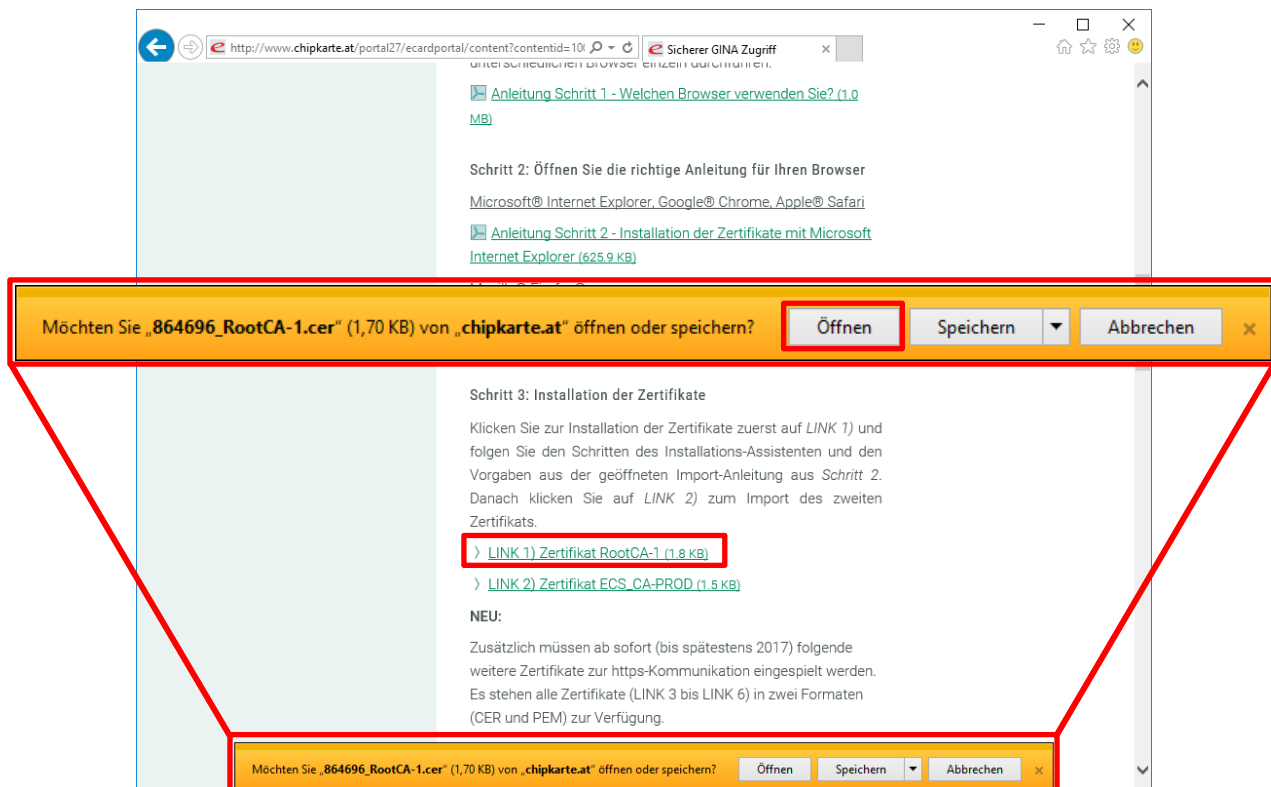 http://www.chipkarte.at/portal27/ecardportal/content?contentid=10
Sicherer GINA Zugriff
unterschiedlichen Browser einzeln durchführen.
Anleitung Schritt 1 - Welchen Browser verwenden Sie? (1.0
MB)
Schritt 2: Öffnen Sie die richtige Anleitung für Ihren Browser
Microsoft® Internet Explorer, Google® Chrome, Apple® Safari
Anleitung Schritt 2 - Installation der Zertifikate mit Microsoft
Internet Explorer (625.9 KB)
Möchten Sie „864696_RootCA-1.cer“ (1,70 KB) von „chipkarte.at“ öffnen oder speichern? Öffnen Speichern Abbrechen
Schritt 3: Installation der Zertifikate
Klicken Sie zur Installation der Zertifikate zuerst auf LINK 1) und
folgen Sie den Schritten des Installations-Assistenten und den
Vorgaben aus der geöffneten Import-Anleitung aus Schritt 2.
Danach klicken Sie auf LINK 2) zum Import des zweiten
Zertifikats.
〉 LINK 1) Zertifikat RootCA-1 (1.8 KB)
〉 LINK 2) Zertifikat ECS_CA-PROD (1.5 KB)
NEU:
Zusätzlich müssen ab sofort (bis spätestens 2017) folgende
weitere Zertifikate zur https-Kommunikation eingespielt werden.
Es stehen alle Zertifikate (LINK 3 bis LINK 6) in zwei Formaten
(CER und PEM) zur Verfügung.
Möchten Sie „864696_RootCA-1.cer“ (1,70 KB) von „chipkarte.at“ öffnen oder speichern? Öffnen Speichern Abbrechen